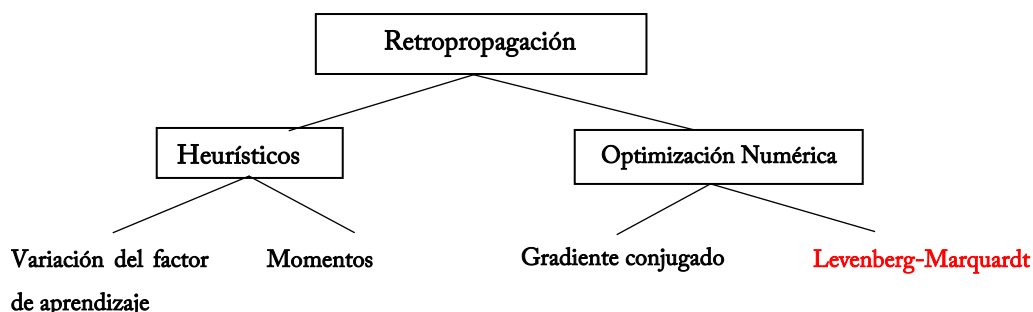 Retropropagación
Heurísticos
Optimización Numérica
Variación del factor
de aprendizaje
Momentos
Gradiente conjugado
Levenberg-Marquardt